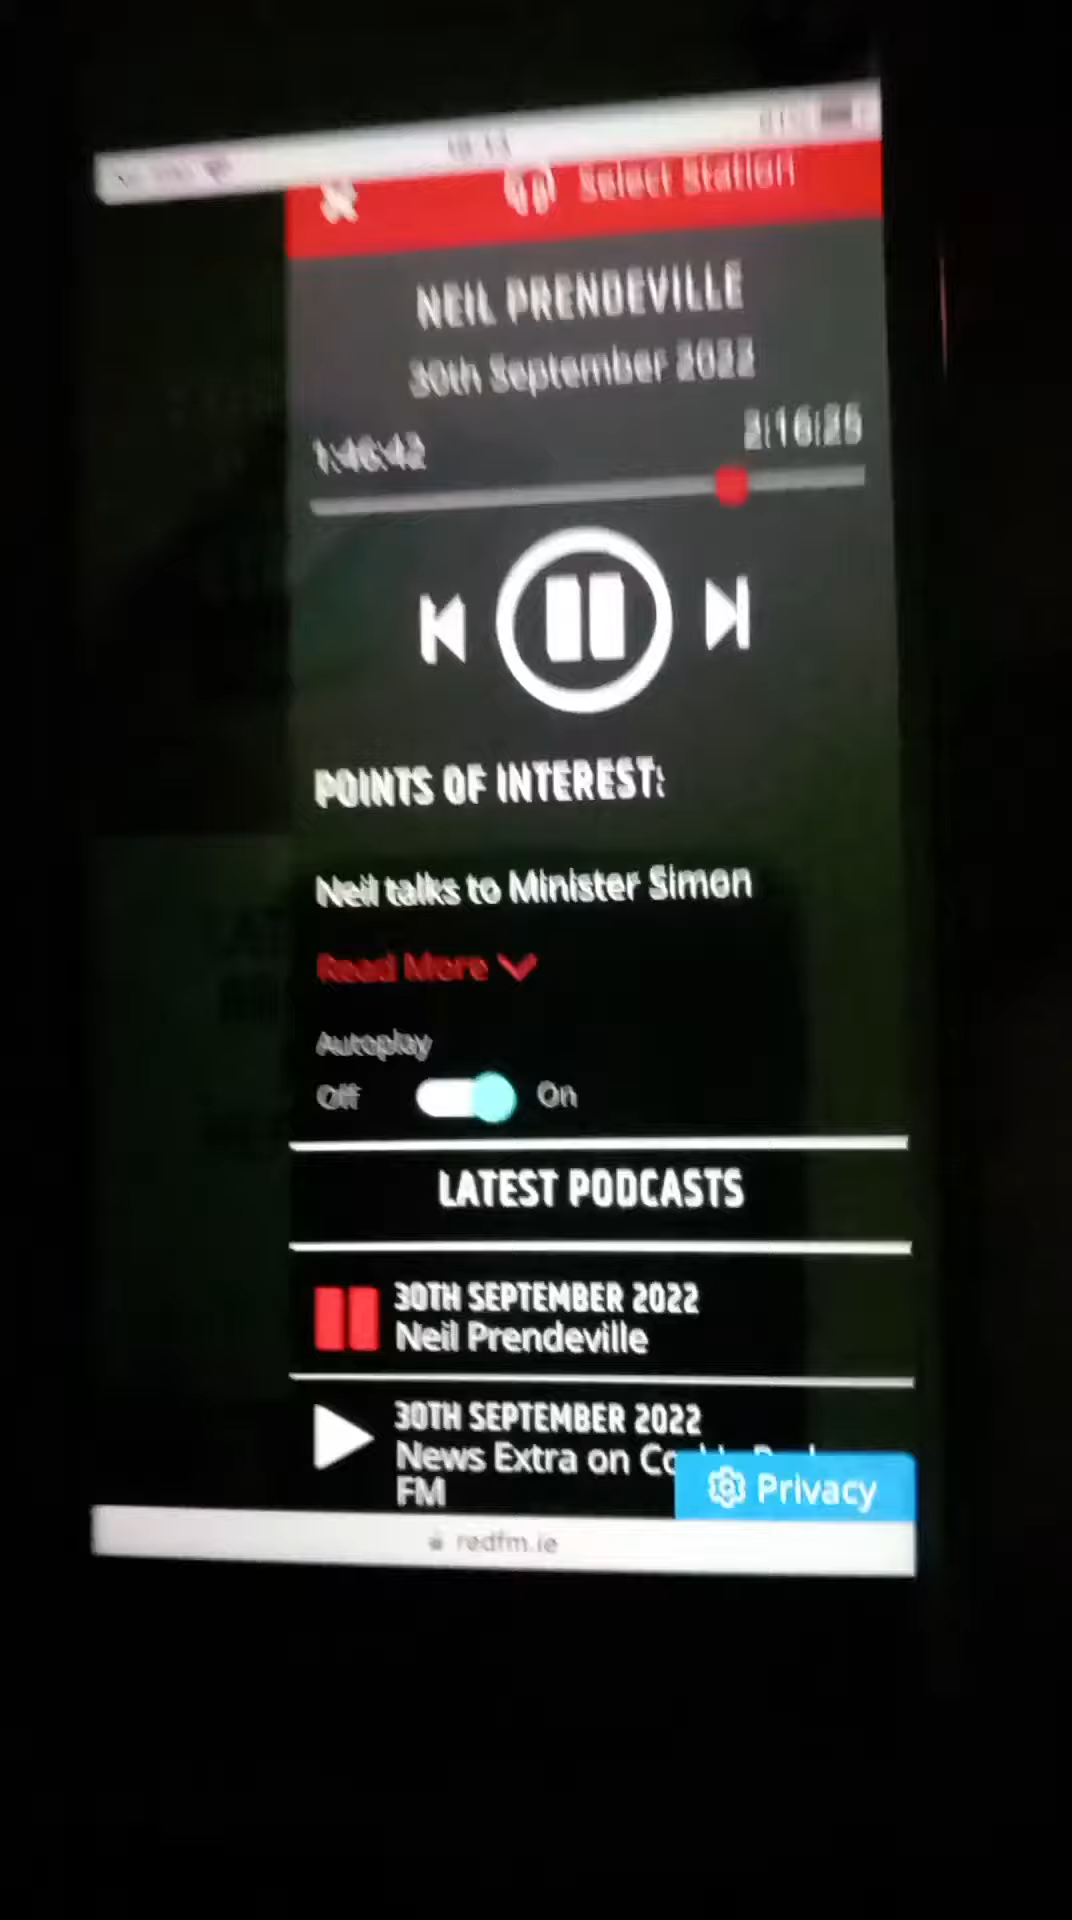 Select Station
NEIL PRENDEVILLE
30th September 2022
1:46:42
2:16:25
POINTS OF INTEREST:
Neil talks to Minister Simon
Read More
Autoplay
Off
On
LATEST PODCASTS
30TH SEPTEMBER 2022
Neil Prendeville
30TH SEPTEMBER 2022
News Extra on
FM
Privacy
redfm.ie